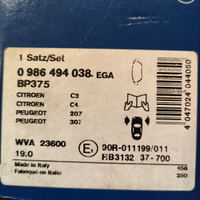 1 Satz/Set
0 986 494 038- EGA
BP375
CITROEN C3
CITROEN C4
PEUGEOT 207
PEUGEOT 307
WVA 23600
19.0
90R-011199/011
RB3132 37-700
Made in Italy
Fabriqué en Italie
4 047024 044050